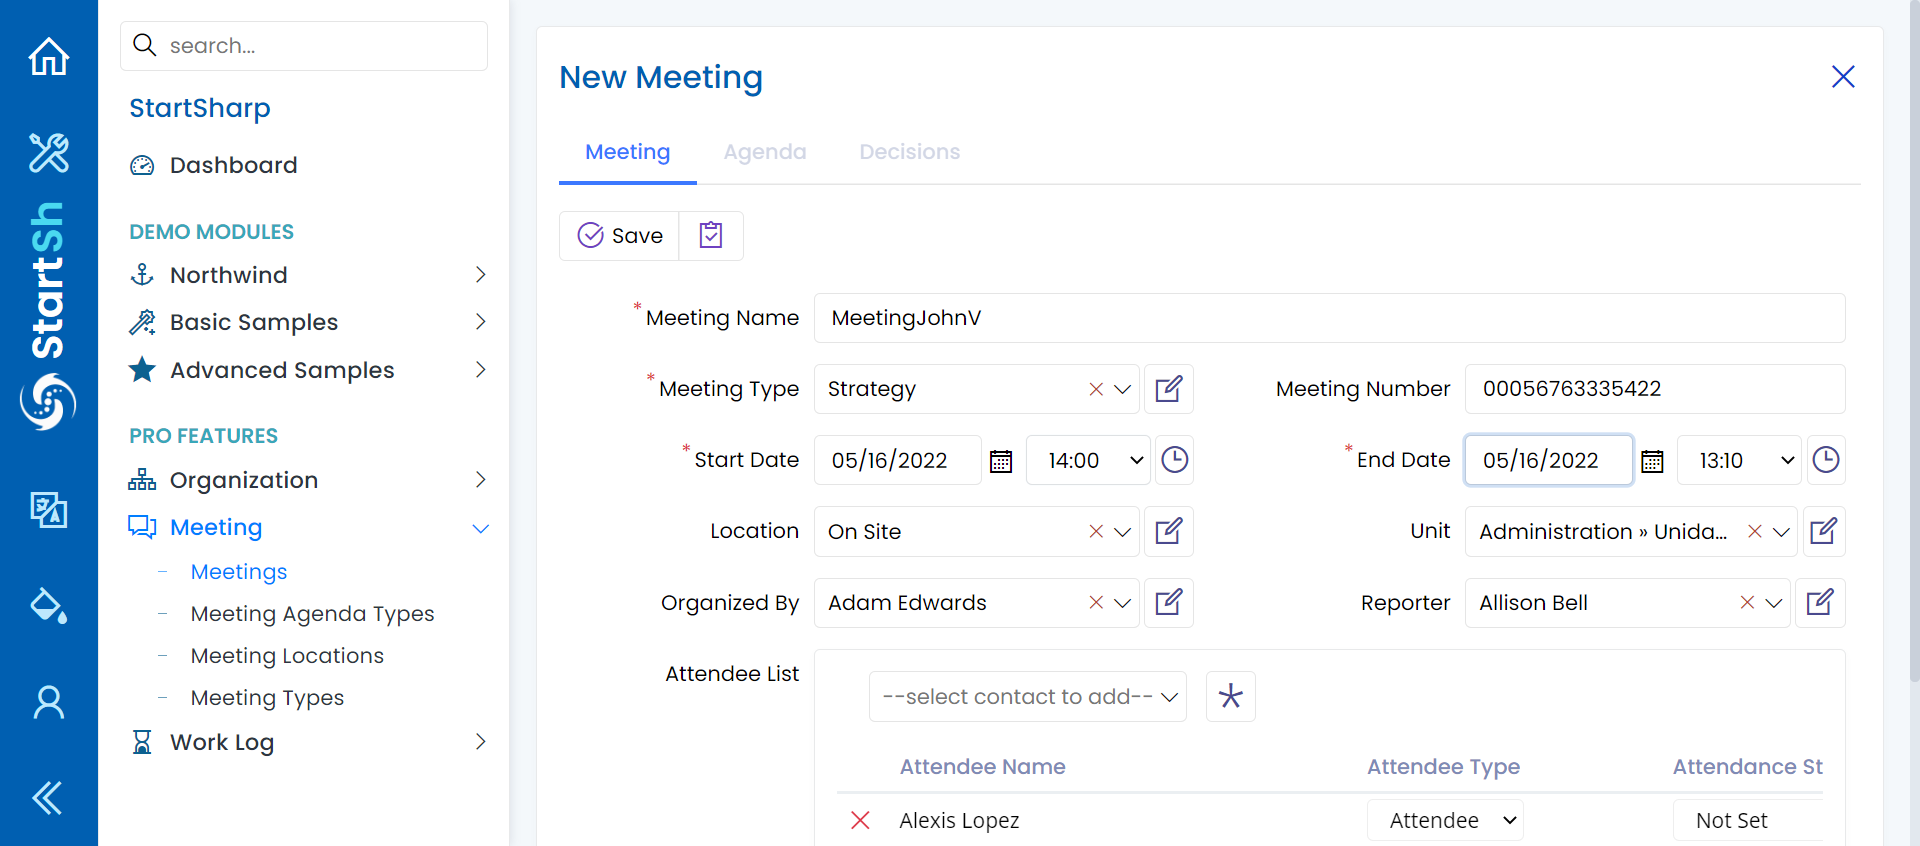 search...
StartSharp
Dashboard
DEMO MODULES
Northwind
Basic Samples
Advanced Samples
PRO FEATURES
Organization
Meeting
Meetings
Meeting Agenda Types
Meeting Locations
Meeting Types
Work Log
StartSh
New Meeting
Meeting Agenda Decisions
Save
* Meeting Name MeetingJohnV
* Meeting Type Strategy Meeting Number 00056763335422
* Start Date 05/16/2022 14:00 * End Date 05/16/2022 13:10
Location On Site Unit Administration » Unida...
Organized By Adam Edwards Reporter Allison Bell
Attendee List
--select contact to add--
Attendee Name Attendee Type Attendance St
Alexis Lopez Attendee Not Set